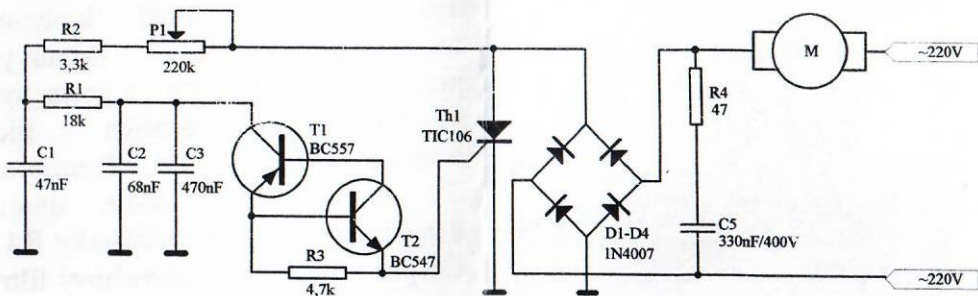 R2
3,3k
P1
220k
R1
18k
C1
47nF
C2
68nF
C3
470nF
T1
BC557
T2
BC547
R3
4,7k
Th1
TIC106
D1-D4
1N4007
R4
47
C5
330nF/400V
M
~220V
~220V